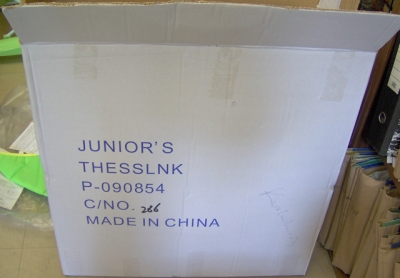 JUNIOR'S
THESSLNK
P-090854
C/NO. 286
MADE IN CHINA